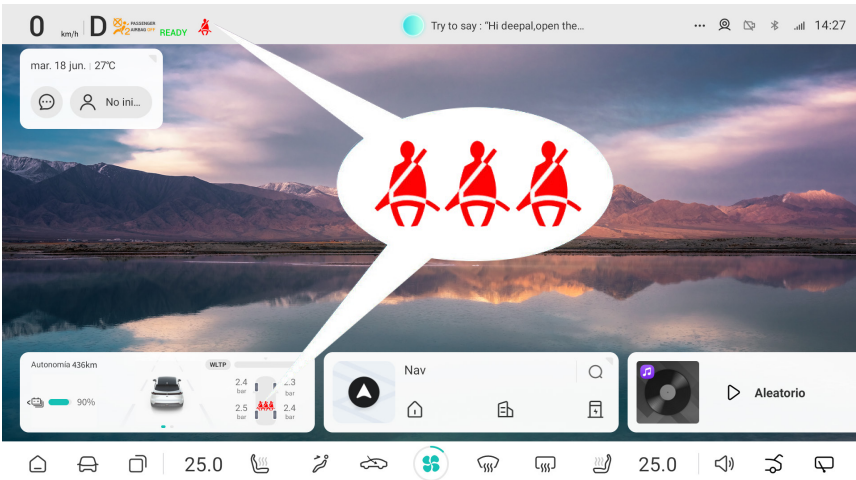 0 km/h D PASSENGER
AIRBAG OFF READY
Try to say : “Hi deepal,open the…
14:27
mar. 18 jun. 27°C
No ini...
Autonomía 436km
WLTP
90%
2.4 bar
2.3 bar
2.5 bar
2.4 bar
Nav
Aleatorio
25.0
25.0